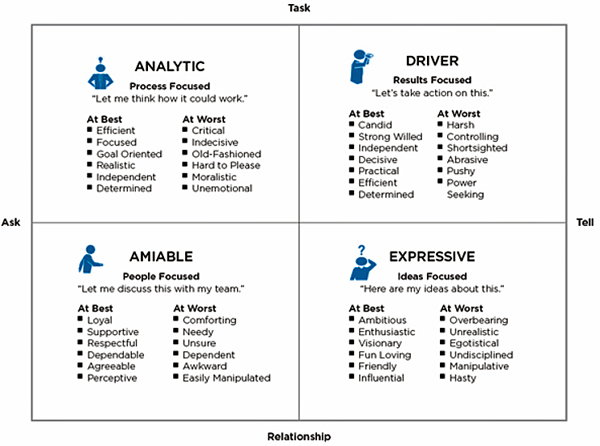 Task
ANALYTIC
Process Focused
"Let me think how it could work."
At Best
Efficient
Focused
Goal Oriented
Realistic
Independent
Determined
At Worst
Critical
Indecisive
Old-Fashioned
Hard to Please
Moralistic
Unemotional
DRIVER
Results Focused
"Let's take action on this."
At Best
Candid
Strong Willed
Independent
Decisive
Practical
Efficient
Determined
At Worst
Harsh
Controlling
Shortsighted
Abrasive
Pushy
Power
Seeking
Ask
Tell
AMIABLE
People Focused
"Let me discuss this with my team."
At Best
Loyal
Supportive
Respectful
Dependable
Agreeable
Perceptive
At Worst
Comforting
Needy
Unsure
Dependent
Awkward
Easily Manipulated
?
EXPRESSIVE
Ideas Focused
"Here are my ideas about this."
At Best
Ambitious
Enthusiastic
Visionary
Fun Loving
Friendly
Influential
At Worst
Overbearing
Unrealistic
Egotistical
Undisciplined
Manipulative
Hasty
Relationship